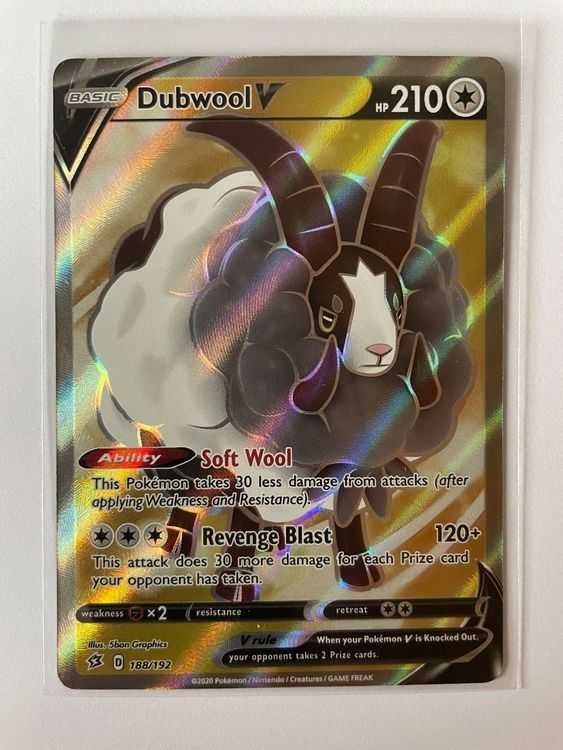 BASIC Dubwool V HP 210
Ability Soft Wool
This Pokémon takes 30 less damage from attacks (after
applying Weakness and Resistance).
Revenge Blast 120+
This attack does 30 more damage for each Prize card
your opponent has taken.
weakness ×2 resistance retreat
Illus. 5ban Graphics
V rule When your Pokémon V is Knocked Out,
your opponent takes 2 Prize cards.
D 188/192
©2020 Pokémon / Nintendo / Creatures / GAME FREAK